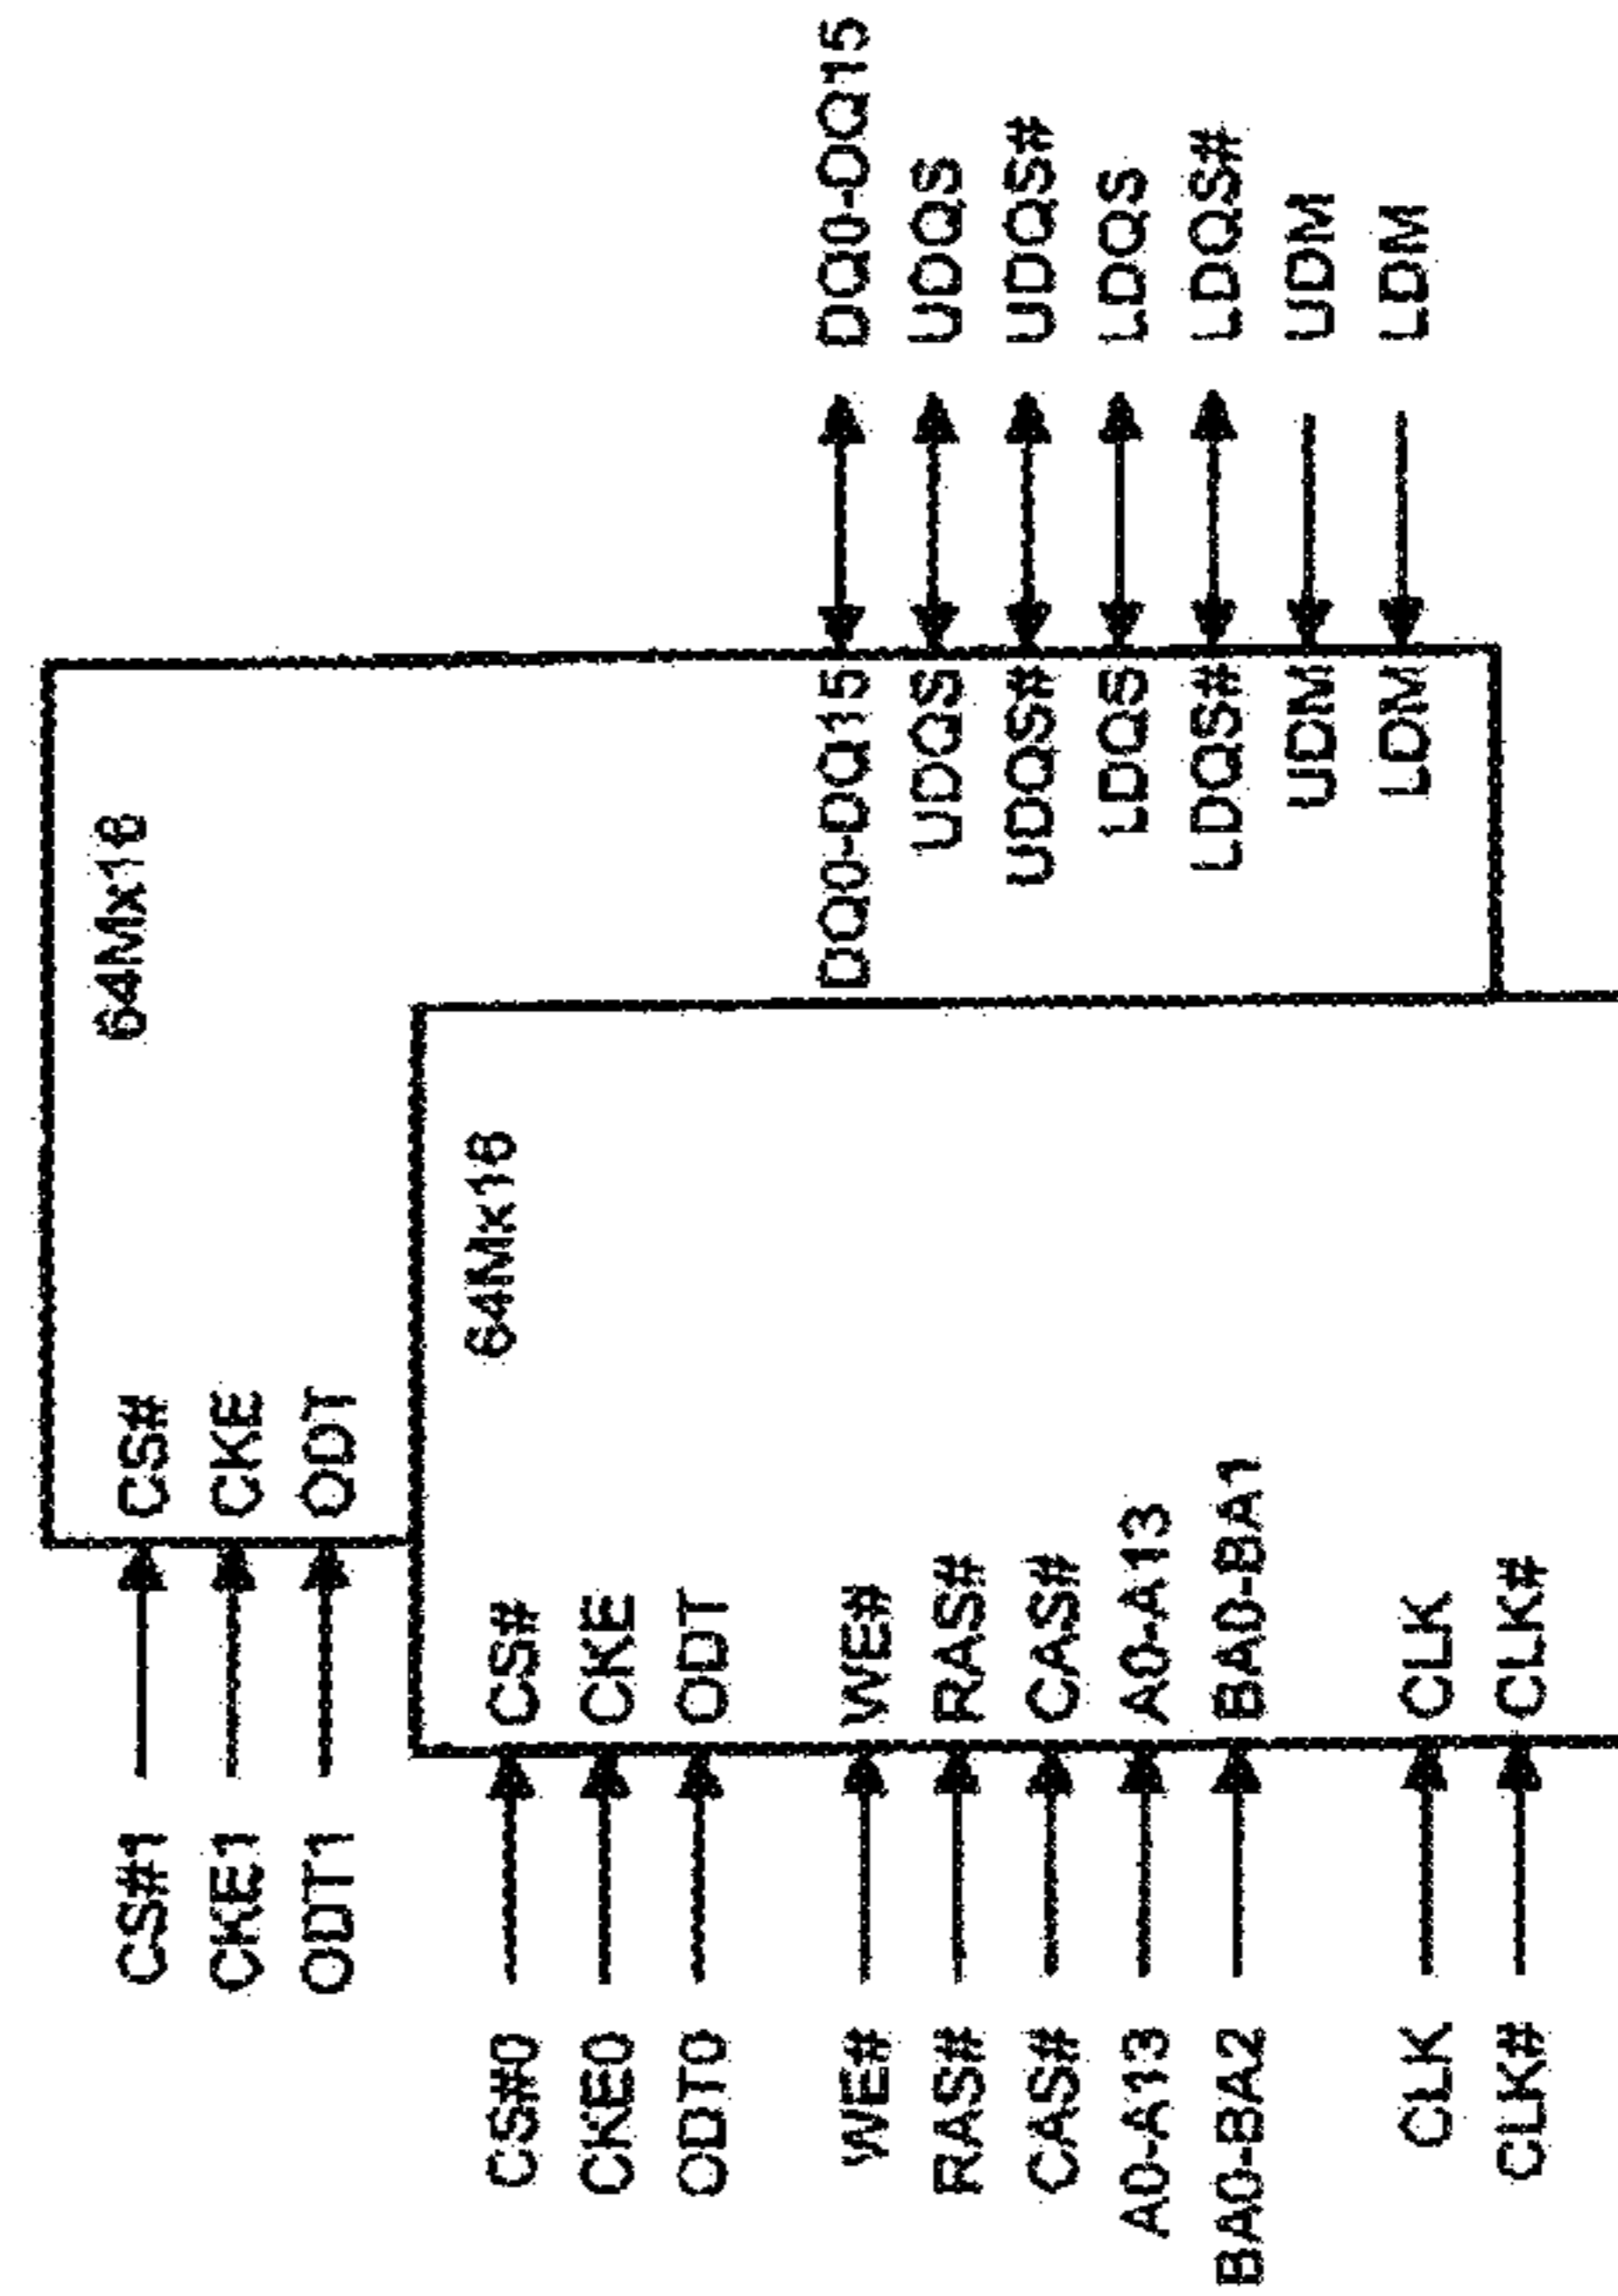 CS#1 CS# 64Mx16
CKE1 CKE
ODT1 ODT
CS#0 CS# 64Mx16
CKE0 CKE
ODT0 ODT
DQ0-DQ15 DQ0-DQ15
WE# WE# UDQS UDQS
RAS# RAS# UDQS# UDQS#
CAS# CAS# LDQS LDQS
A0-A13 A0-A13 LDQS# LDQS#
BA0-BA2 BA0-BA1 UDM UDM
LDM LDM
CLK CLK
CLK# CLK#